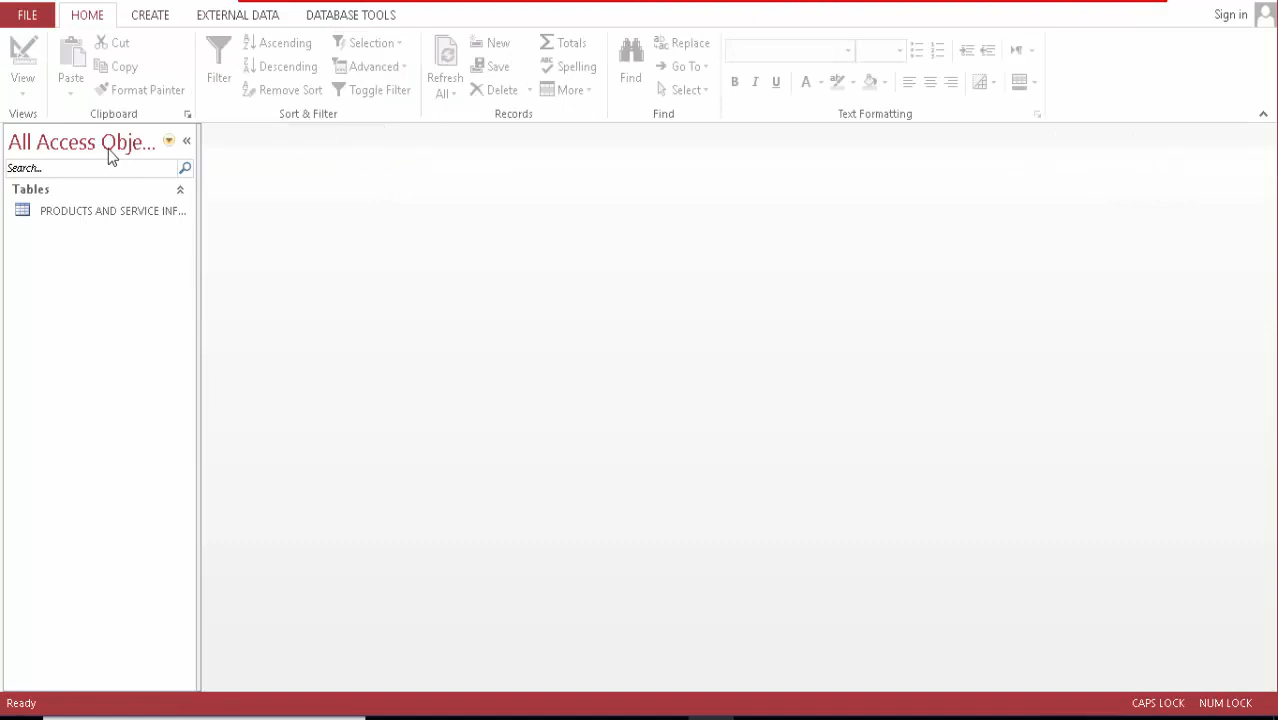 FILE HOME CREATE EXTERNAL DATA DATABASE TOOLS Sign in
View
Paste
Cut
Copy
Format Painter
Filter
Ascending
Descending
Remove Sort
Selection
Advanced
Toggle Filter
Refresh
All
New
Save
Delete
Totals
Spelling
More
Find
Replace
Go To
Select
B I U A
Views Clipboard Sort & Filter Records Find Text Formatting
All Access Obje...
Search...
Tables
PRODUCTS AND SERVICE INF...
Ready CAPS LOCK NUM LOCK